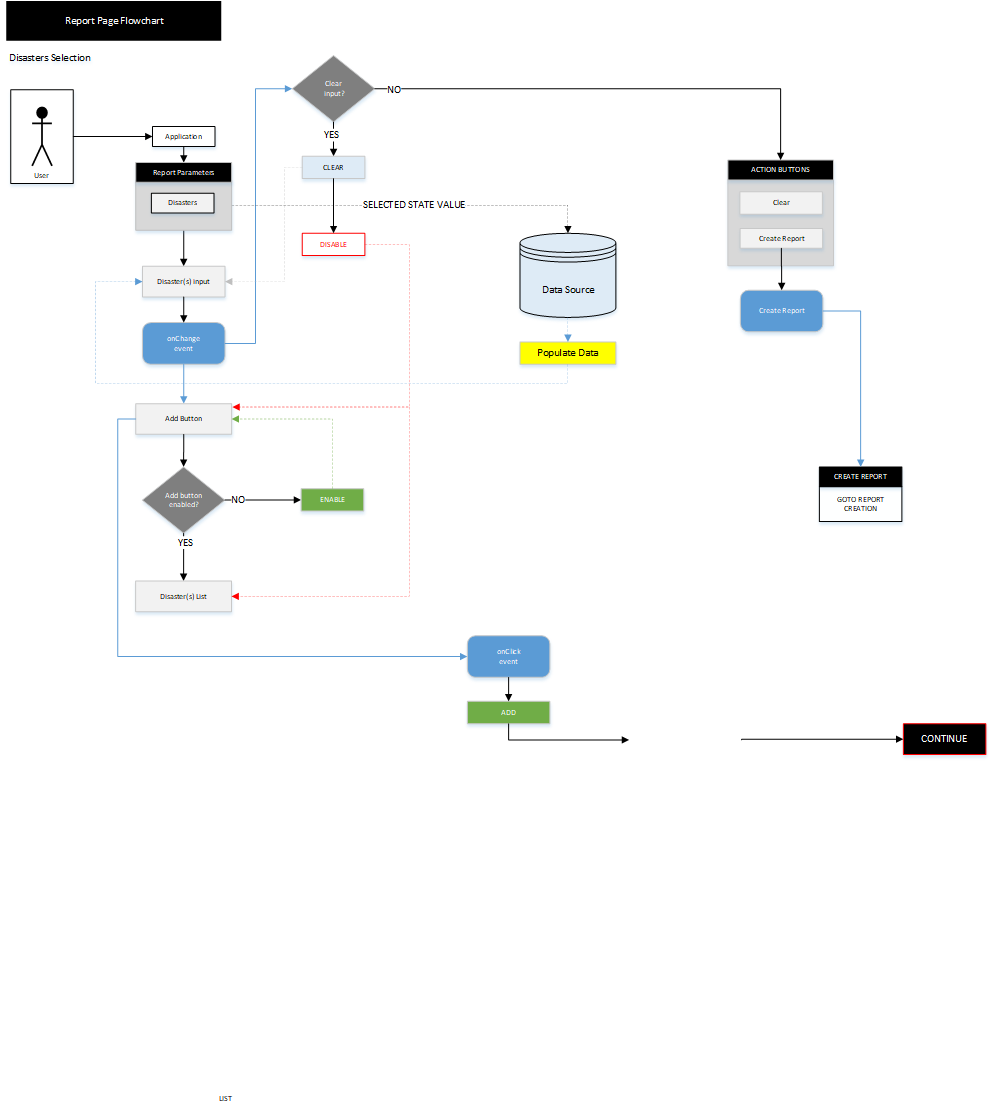 Report Page Flowchart
Disasters Selection
Clear
input?
NO
User
Application
YES
Report Parameters
CLEAR
ACTION BUTTONS
Disasters
SELECTED STATE VALUE
Clear
DISABLE
Create Report
Disaster(s) Input
Data Source
Create Report
onChange
event
Populate Data
Add Button
CREATE REPORT
Add button
enabled?
NO
ENABLE
GOTO REPORT
CREATION
YES
Disaster(s) List
onClick
event
ADD
CONTINUE
LIST